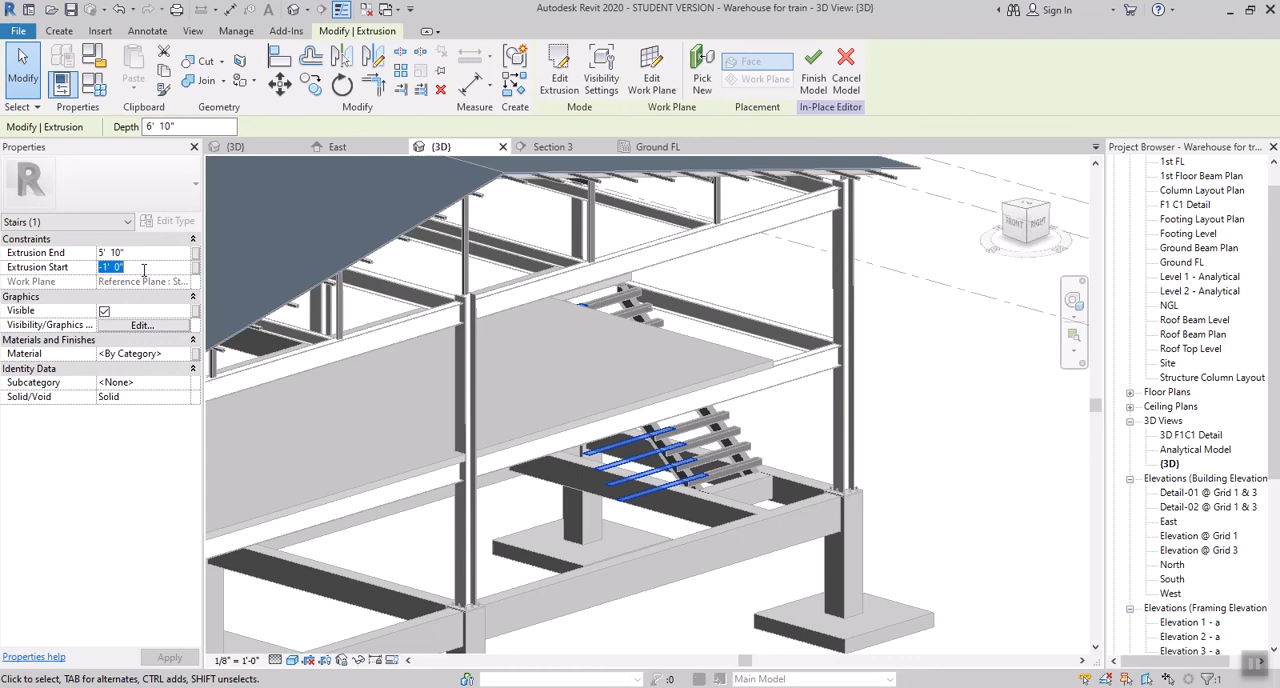 Autodesk Revit 2020 - STUDENT VERSION - Warehouse for train - 3D View: {3D}
Sign In
File Create Insert Annotate View Manage Add-Ins Modify | Extrusion
Modify
Paste
Cut
Join
Edit Extrusion
Visibility Settings
Edit Work Plane
Pick New
Face
Work Plane
Finish Model
Cancel Model
Select Properties Clipboard Geometry Modify Measure Create Mode Work Plane Placement In-Place Editor
Modify | Extrusion Depth 6' 10"
Properties
{3D} East {3D} Section 3 Ground FL
Project Browser - Warehouse for tr...
Stairs (1) Edit Type
Constraints
Extrusion End 5' 10"
Extrusion Start -1' 0"
Work Plane Reference Plane : St...
Graphics
Visible
Visibility/Graphics ... Edit...
Materials and Finishes
Material <By Category>
Identity Data
Subcategory <None>
Solid/Void Solid
FRONT RIGHT
1st FL
1st Floor Beam Plan
Column Layout Plan
F1 C1 Detail
Footing Layout Plan
Footing Level
Ground Beam Plan
Ground FL
Level 1 - Analytical
Level 2 - Analytical
NGL
Roof Beam Level
Roof Beam Plan
Roof Top Level
Site
Structure Column Layout
Floor Plans
Ceiling Plans
3D Views
3D F1C1 Detail
Analytical Model
{3D}
Elevations (Building Elevation
Detail-01 @ Grid 1 & 3
Detail-02 @ Grid 1 & 3
East
Elevation @ Grid 1
Elevation @ Grid 3
North
South
West
Elevations (Framing Elevation
Elevation 1 - a
Elevation 2 - a
Elevation 3 - a
Properties help Apply
1/8" = 1'-0"
Click to select, TAB for alternates, CTRL adds, SHIFT unselects.
:0
Main Model
:1